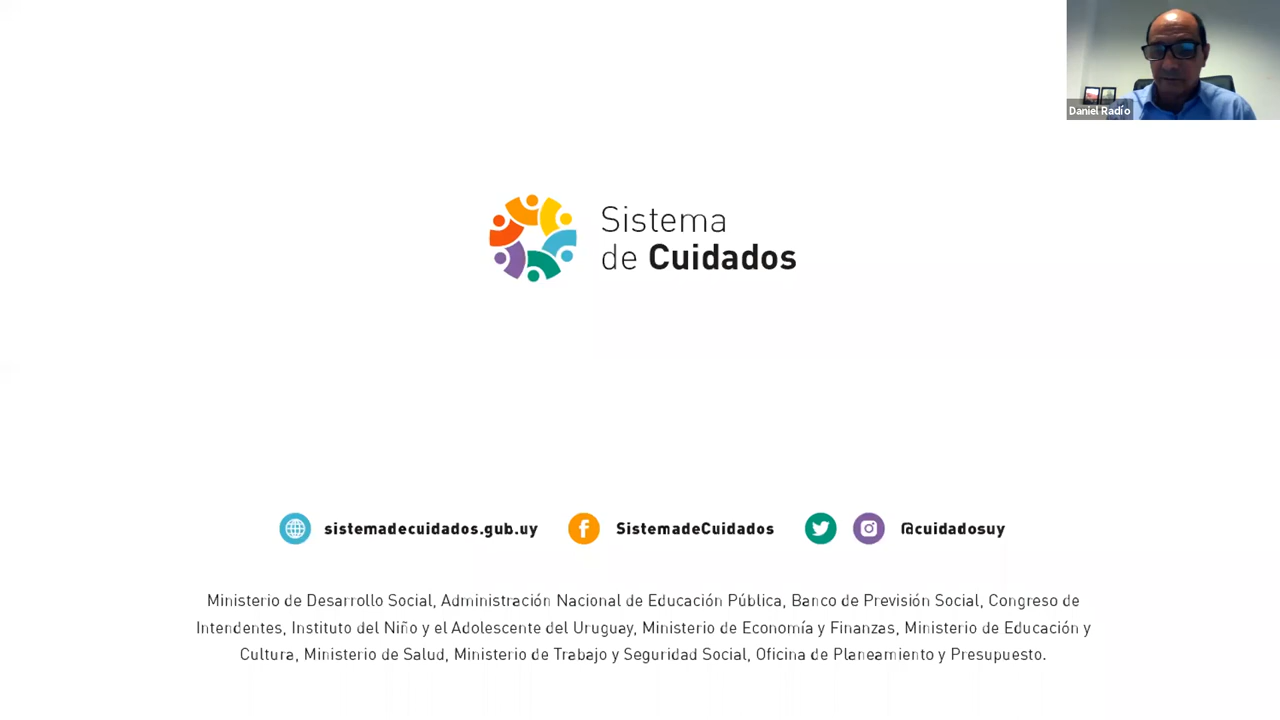 Daniel Radío
Sistema
de Cuidados
sistemadecuidados.gub.uy
SistemadeCuidados
@cuidadosuy
Ministerio de Desarrollo Social, Administración Nacional de Educación Pública, Banco de Previsión Social, Congreso de
Intendentes, Instituto del Niño y el Adolescente del Uruguay, Ministerio de Economía y Finanzas, Ministerio de Educación y
Cultura, Ministerio de Salud, Ministerio de Trabajo y Seguridad Social, Oficina de Planeamiento y Presupuesto.